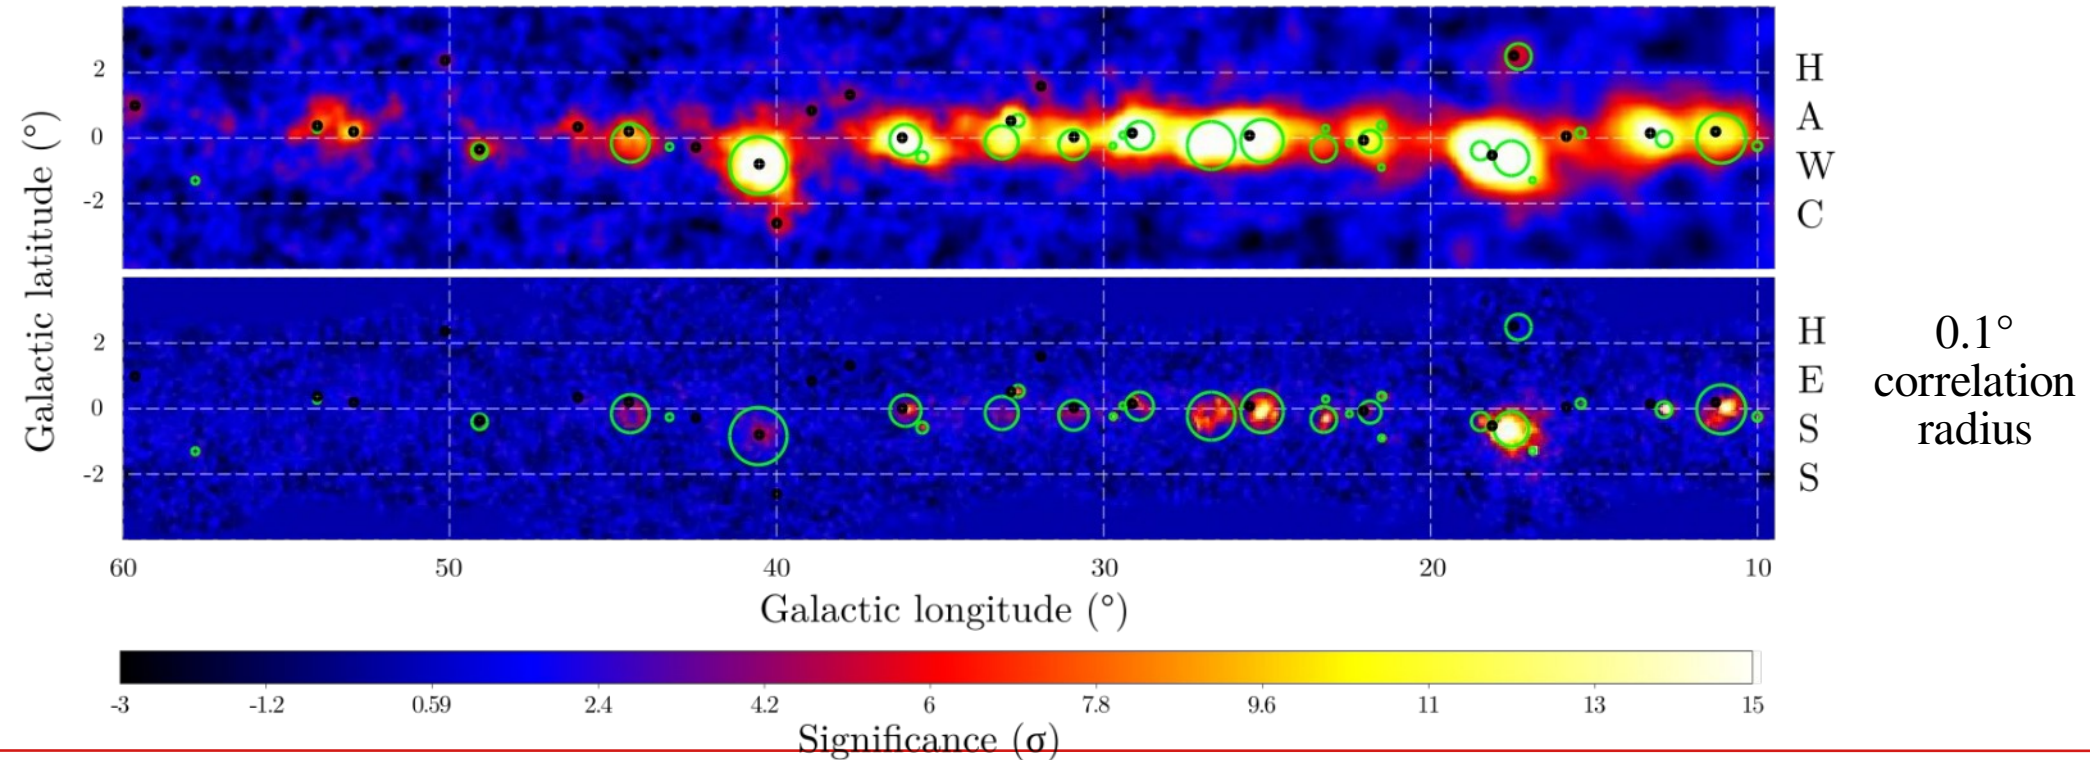 Galactic latitude (°)
2
0
-2
H
A
W
C
2
0
-2
H
E
S
S
0.1°
correlation
radius
60 50 40 30 20 10
Galactic longitude (°)
-3 -1.2 0.59 2.4 4.2 6 7.8 9.6 11 13 15
Significance (σ)